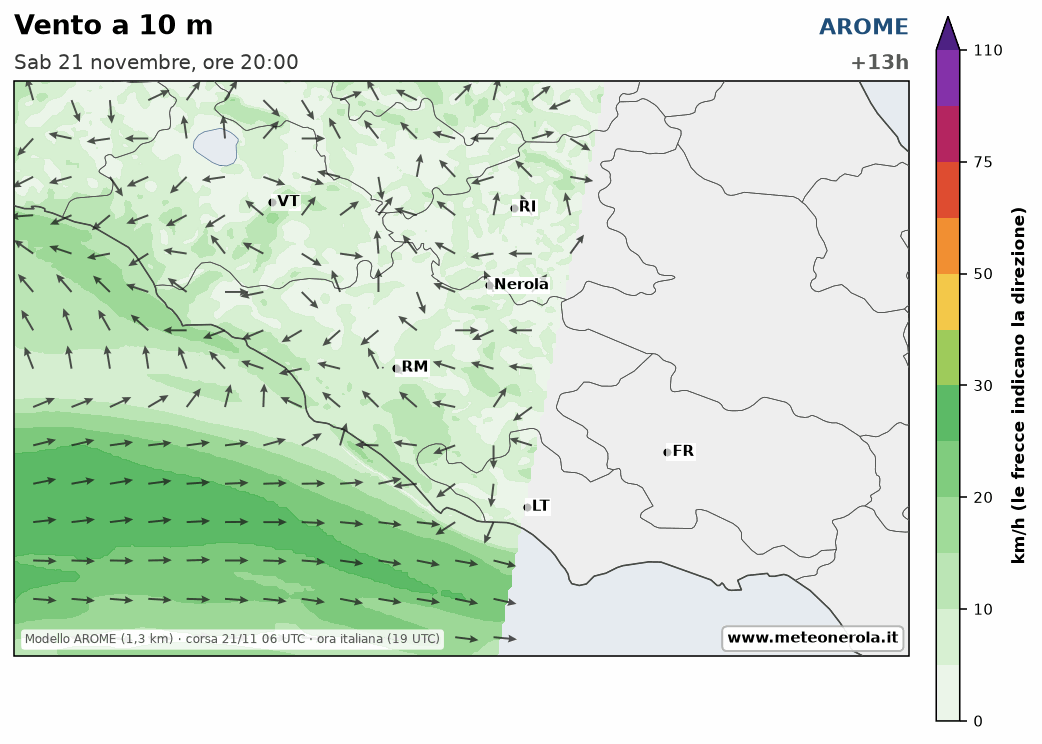 Vento a 10 m
AROME
Sab 21 novembre, ore 20:00
+13h
VT
RI
Nerola
RM
FR
LT
Modello AROME (1,3 km) · corsa 21/11 06 UTC · ora italiana (19 UTC)
www.meteonerola.it
110
75
50
30
20
10
0
km/h (le frecce indicano la direzione)